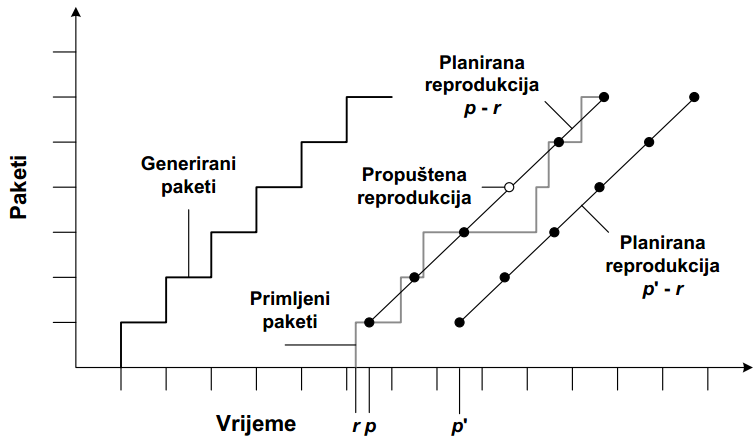 Planirana
reprodukcija
p - r
Generirani
paketi
Propuštena
reprodukcija
Paketi
Planirana
reprodukcija
p' - r
Primljeni
paketi
Vrijeme
r p
p'